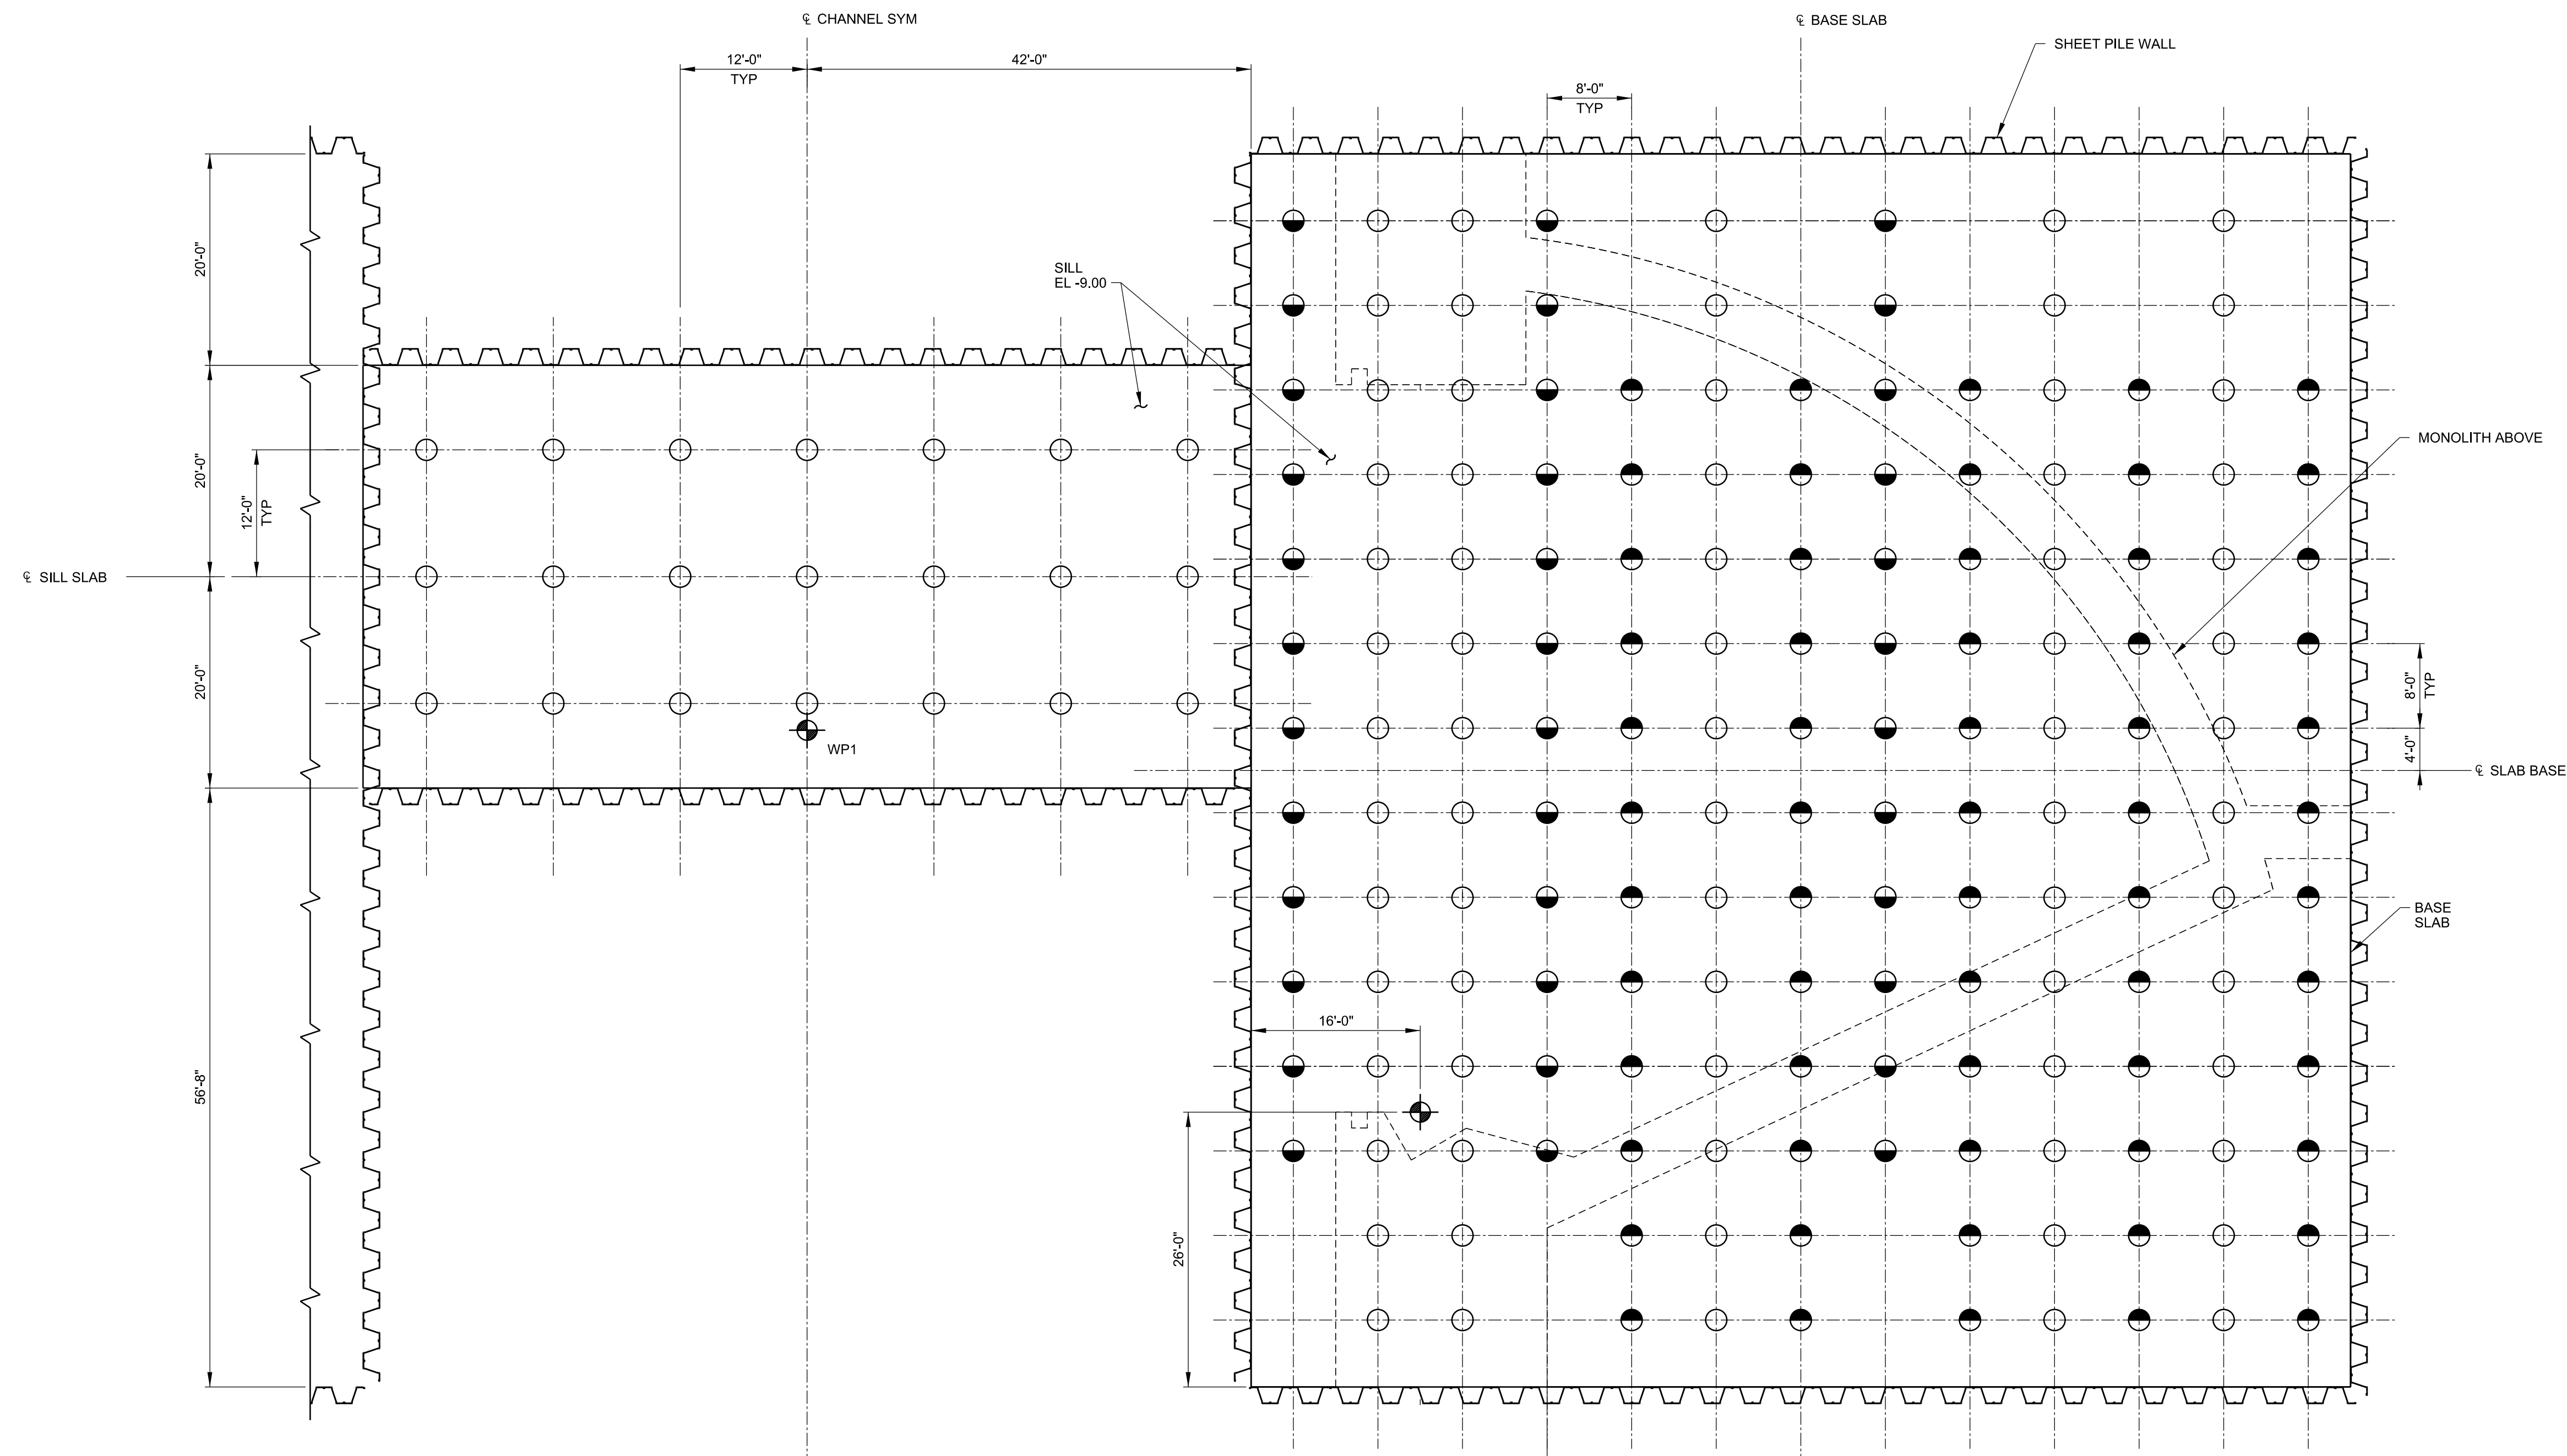 ℄ CHANNEL SYM
℄ BASE SLAB
SHEET PILE WALL
12'-0"
TYP
42'-0"
8'-0"
TYP
20'-0"
SILL
EL -9.00
20'-0"
12'-0"
TYP
MONOLITH ABOVE
℄ SILL SLAB
20'-0"
WP1
8'-0"
TYP
4'-0"
℄ SLAB BASE
BASE
SLAB
16'-0"
56'-8"
26'-0"